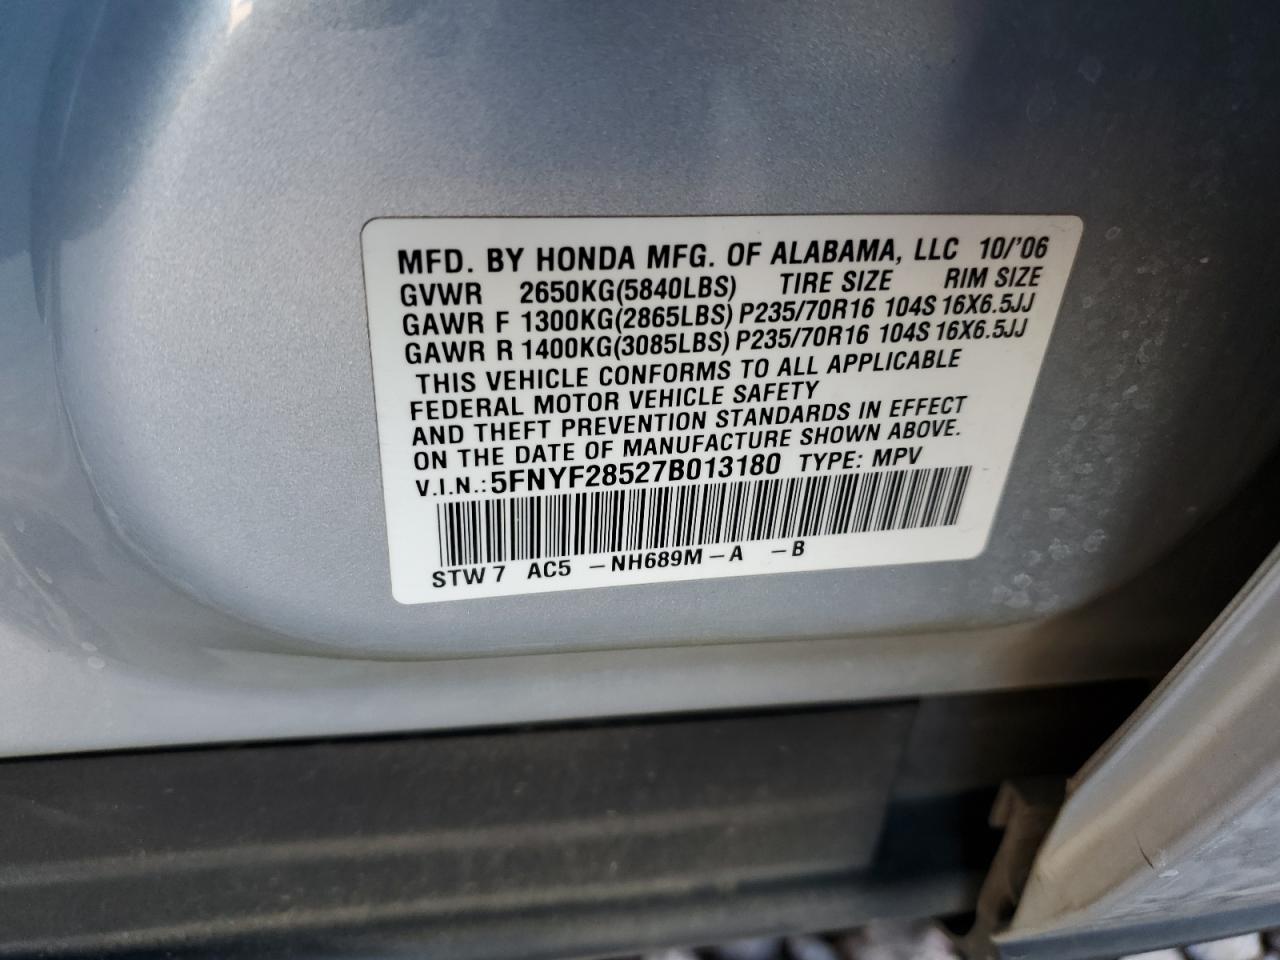 MFD. BY HONDA MFG. OF ALABAMA, LLC 10/'06
GVWR 2650KG(5840LBS) TIRE SIZE RIM SIZE
GAWR F 1300KG(2865LBS) P235/70R16 104S 16X6.5JJ
GAWR R 1400KG(3085LBS) P235/70R16 104S 16X6.5JJ
THIS VEHICLE CONFORMS TO ALL APPLICABLE
FEDERAL MOTOR VEHICLE SAFETY
AND THEFT PREVENTION STANDARDS IN EFFECT
ON THE DATE OF MANUFACTURE SHOWN ABOVE.
V.I.N.: 5FNYF28527B013180 TYPE: MPV
STW 7 AC5 -NH689M-A -B